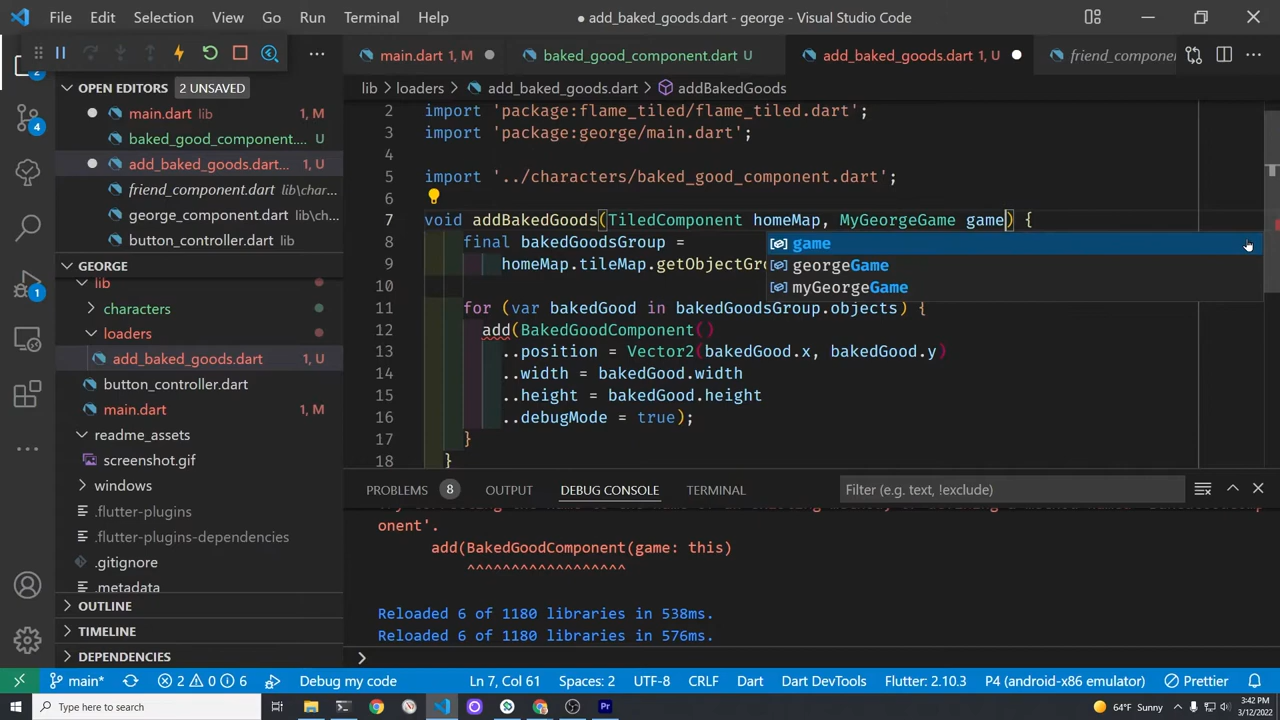 File Edit Selection View Go Run Terminal Help
● add_baked_goods.dart - george - Visual Studio Code
main.dart 1, M
baked_good_component.dart U
add_baked_goods.dart 1, U
friend_componen
lib > loaders > add_baked_goods.dart > addBakedGoods
OPEN EDITORS 2 UNSAVED
main.dart lib 1, M
baked_good_component.... U
add_baked_goods.dart... 1, U
friend_component.dart lib\char...
george_component.dart lib\char...
button_controller.dart lib
GEORGE
lib
characters
loaders
add_baked_goods.dart 1, U
button_controller.dart
main.dart 1, M
readme_assets
screenshot.gif
windows
.flutter-plugins
.flutter-plugins-dependencies
.gitignore
.metadata
OUTLINE
TIMELINE
DEPENDENCIES
2
4
1
2 import 'package:flame_tiled/flame_tiled.dart';
3 import 'package:george/main.dart';
4
5 import '../characters/baked_good_component.dart';
6
7 void addBakedGoods(TiledComponent homeMap, MyGeorgeGame game) {
8 final bakedGoodsGroup =
9 homeMap.tileMap.getObjectGro
10
11 for (var bakedGood in bakedGoodsGroup.objects) {
12 add(BakedGoodComponent()
13 ..position = Vector2(bakedGood.x, bakedGood.y)
14 ..width = bakedGood.width
15 ..height = bakedGood.height
16 ..debugMode = true);
17 }
18 }
game
georgeGame
myGeorgeGame
PROBLEMS 8 OUTPUT DEBUG CONSOLE TERMINAL
Filter (e.g. text, !exclude)
onent'.
add(BakedGoodComponent(game: this)
^^^^^^^^^^^^^^^^^^
Reloaded 6 of 1180 libraries in 538ms.
Reloaded 6 of 1180 libraries in 576ms.
main* 2 0 6 Debug my code Ln 7, Col 61 Spaces: 2 UTF-8 CRLF Dart Dart DevTools Flutter: 2.10.3 P4 (android-x86 emulator) Prettier
Type here to search
64°F Sunny
3:42 PM
3/12/2022